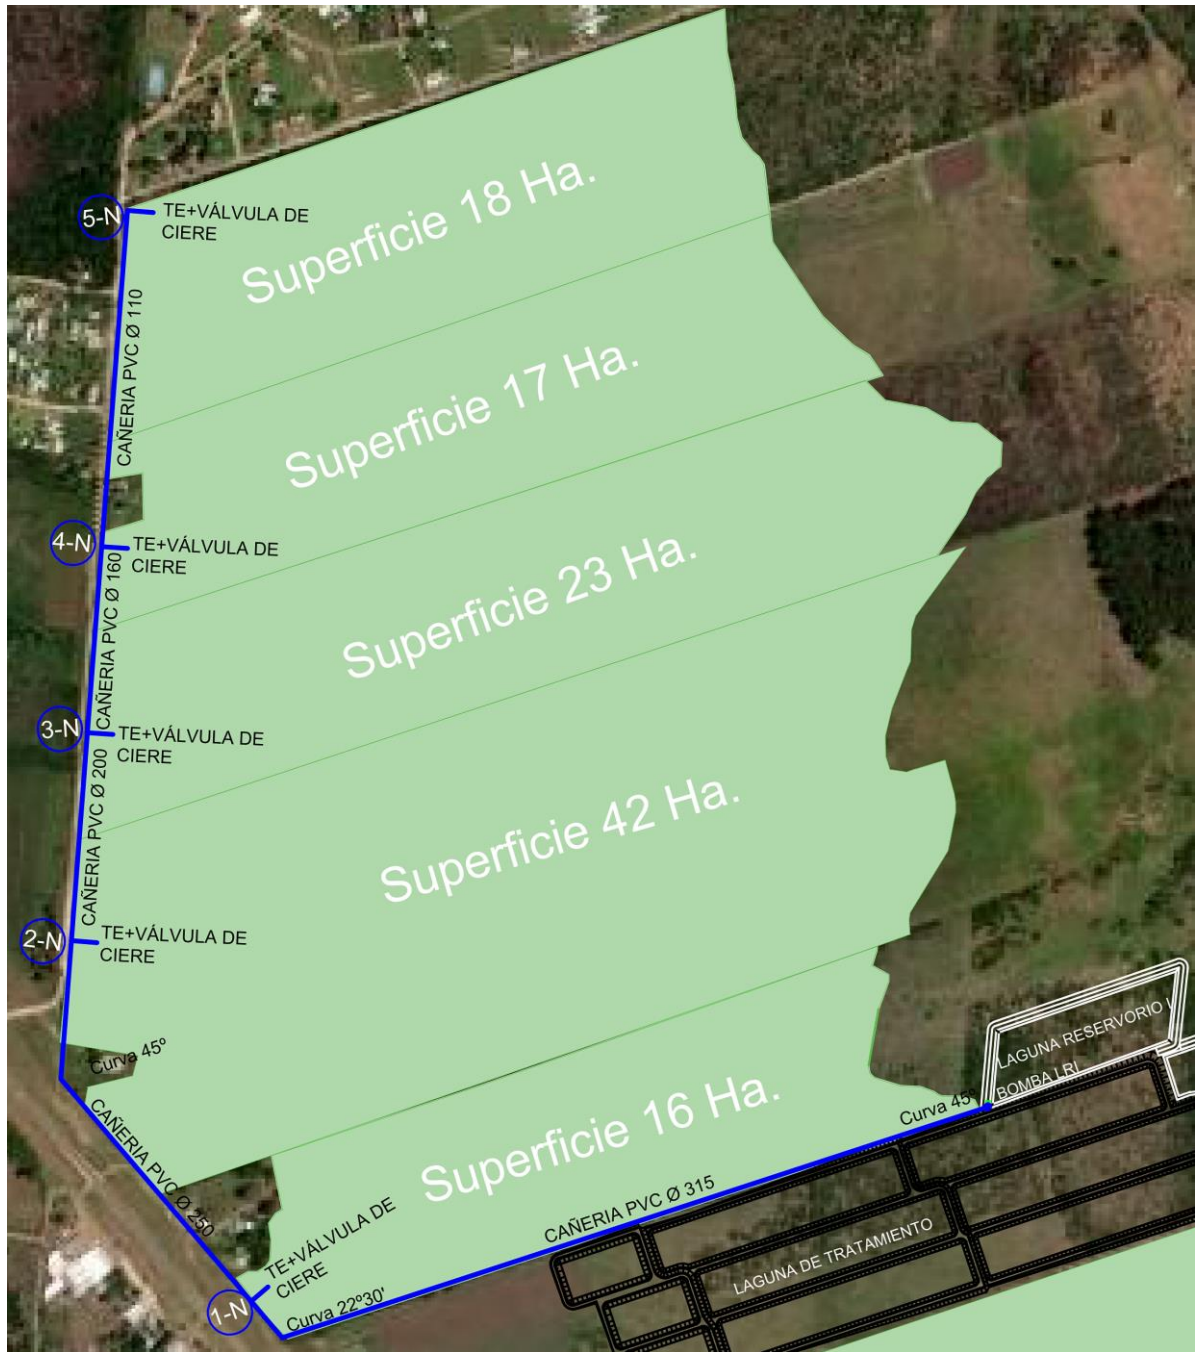 Superficie 18 Ha.
5-N
TE+VÁLVULA DE
CIERE
CAÑERIA PVC Ø 110
Superficie 17 Ha.
4-N
TE+VÁLVULA DE
CIERE
CAÑERIA PVC Ø 160
Superficie 23 Ha.
3-N
TE+VÁLVULA DE
CIERE
CAÑERIA PVC Ø 200
Superficie 42 Ha.
2-N
TE+VÁLVULA DE
CIERE
Curva 45º
CAÑERIA PVC Ø 250
Superficie 16 Ha.
LAGUNA RESERVORIO I
BOMBA LRI
Curva 45º
CAÑERIA PVC Ø 315
TE+VÁLVULA DE
CIERE
1-N
Curva 22º30'
LAGUNA DE TRATAMIENTO